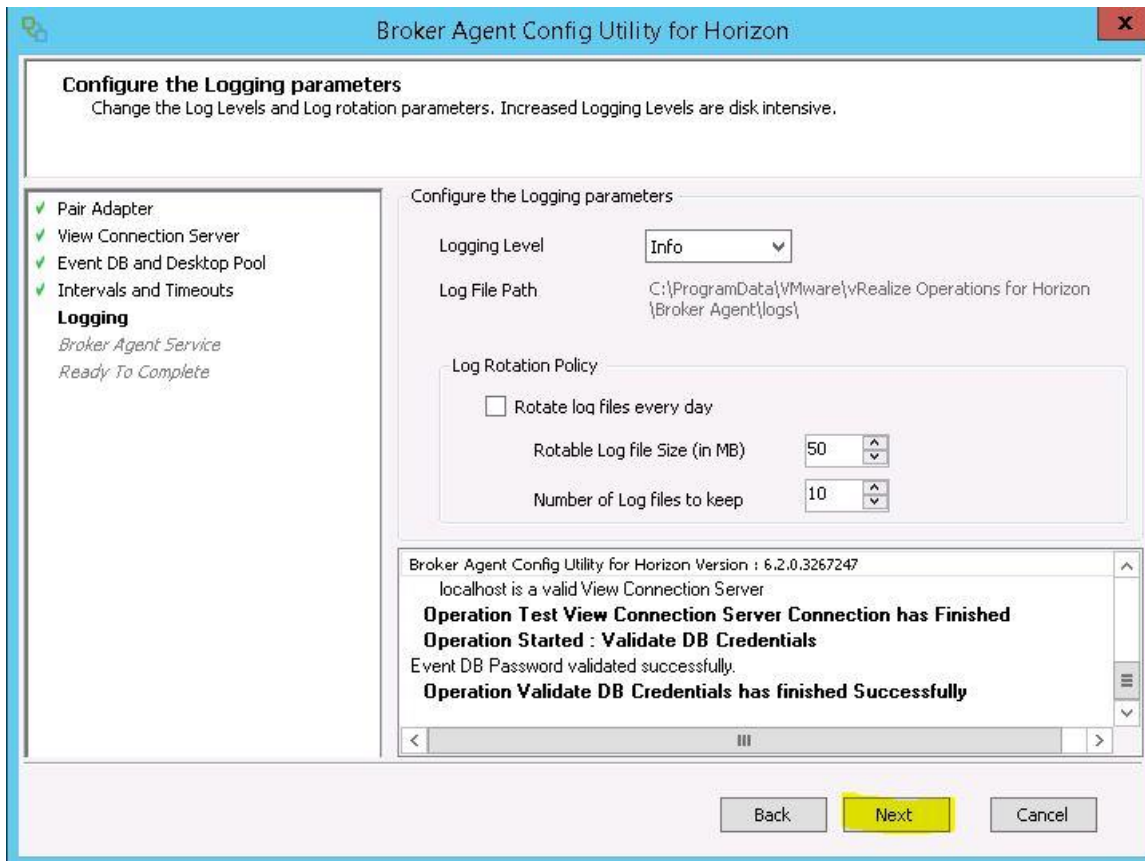 Broker Agent Config Utility for Horizon
x
Configure the Logging parameters
Change the Log Levels and Log rotation parameters. Increased Logging Levels are disk intensive.
Pair Adapter
View Connection Server
Event DB and Desktop Pool
Intervals and Timeouts
Logging
Broker Agent Service
Ready To Complete
Configure the Logging parameters
Logging Level
Info
Log File Path
C:\ProgramData\VMware\vRealize Operations for Horizon
\Broker Agent\logs\
Log Rotation Policy
Rotate log files every day
Rotable Log file Size (in MB)
50
Number of Log files to keep
10
Broker Agent Config Utility for Horizon Version : 6.2.0.3267247
localhost is a valid View Connection Server
Operation Test View Connection Server Connection has Finished
Operation Started : Validate DB Credentials
Event DB Password validated successfully.
Operation Validate DB Credentials has finished Successfully
Back
Next
Cancel